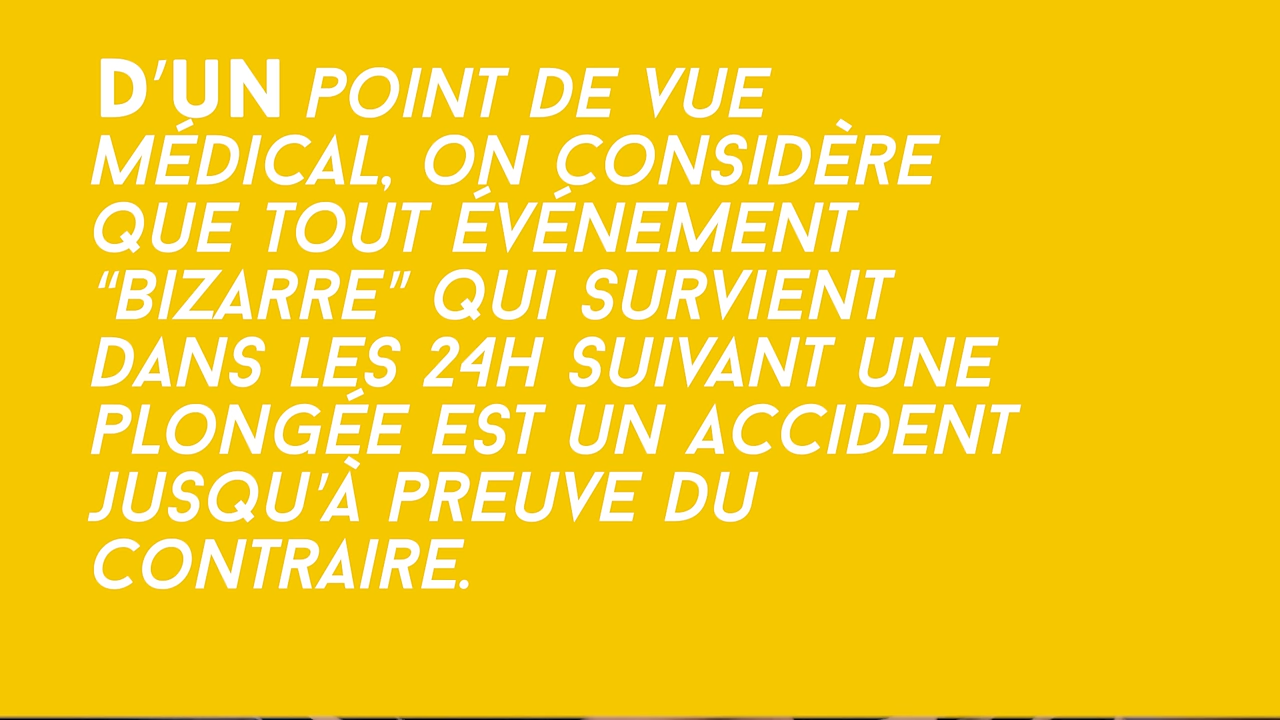 D'UN POINT DE VUE
MÉDICAL, ON CONSIDÈRE
QUE TOUT ÉVÉNEMENT
“BIZARRE” QUI SURVIENT
DANS LES 24H SUIVANT UNE
PLONGÉE EST UN ACCIDENT
JUSQU'À PREUVE DU
CONTRAIRE.